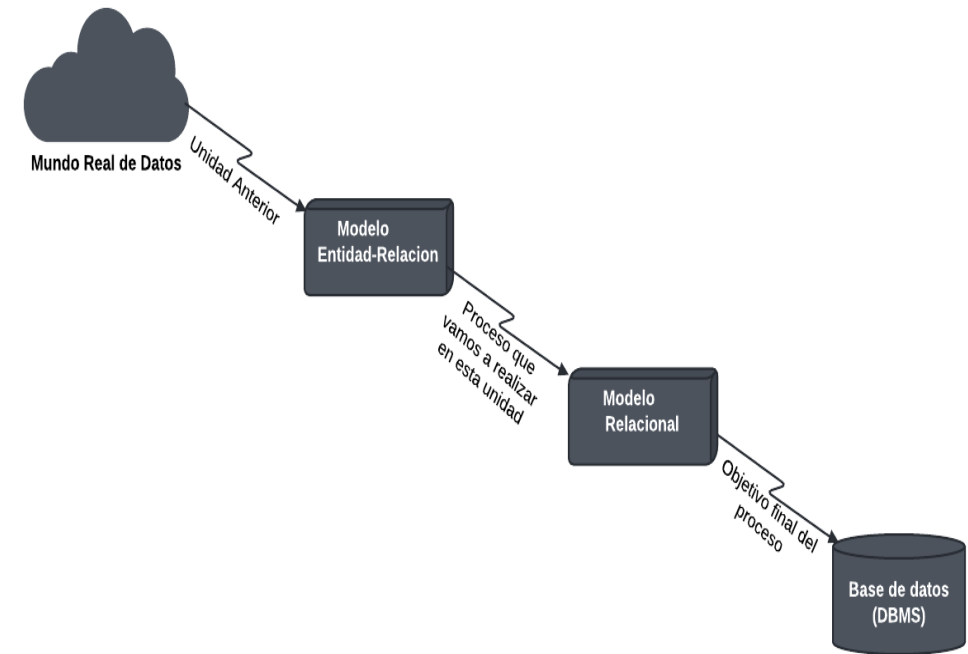 Mundo Real de Datos
Unidad Anterior
Modelo
Entidad-Relacion
Proceso que
vamos a realizar
en esta unidad
Modelo
Relacional
Objetivo final del
proceso
Base de datos
(DBMS)